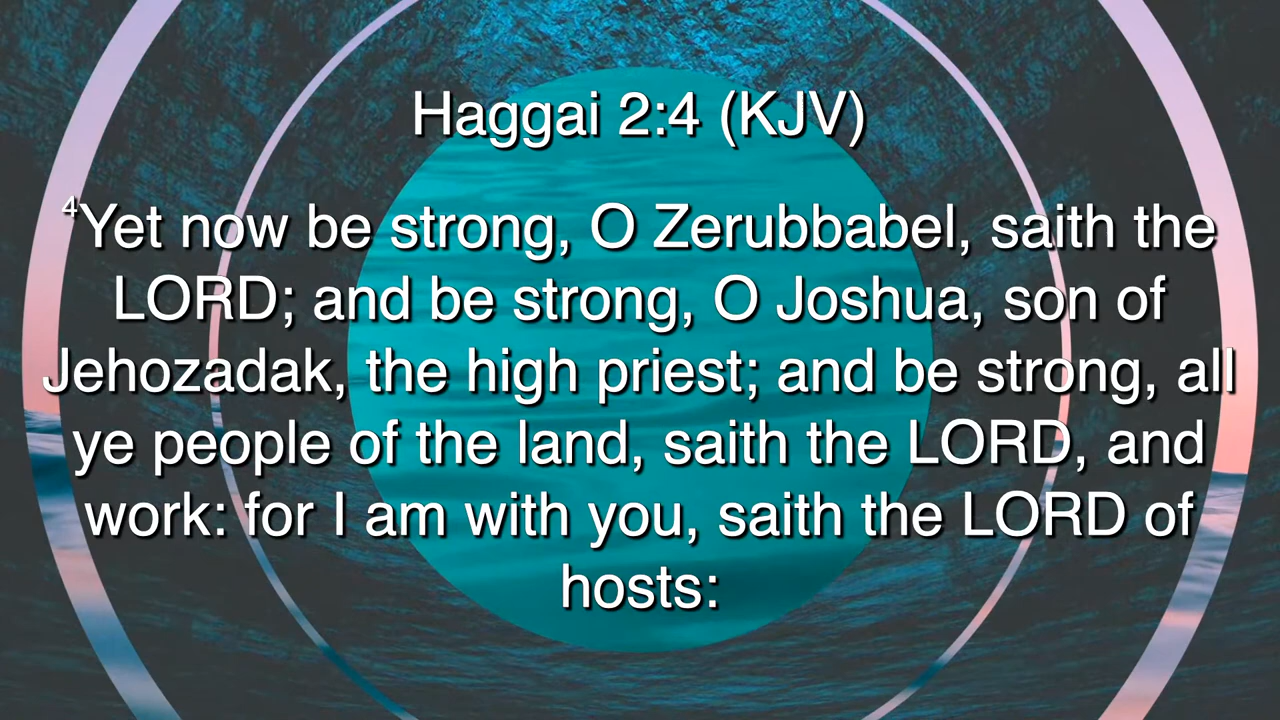 Haggai 2:4 (KJV)
4Yet now be strong, O Zerubbabel, saith the
LORD; and be strong, O Joshua, son of
Jehozadak, the high priest; and be strong, all
ye people of the land, saith the LORD, and
work: for I am with you, saith the LORD of
hosts: